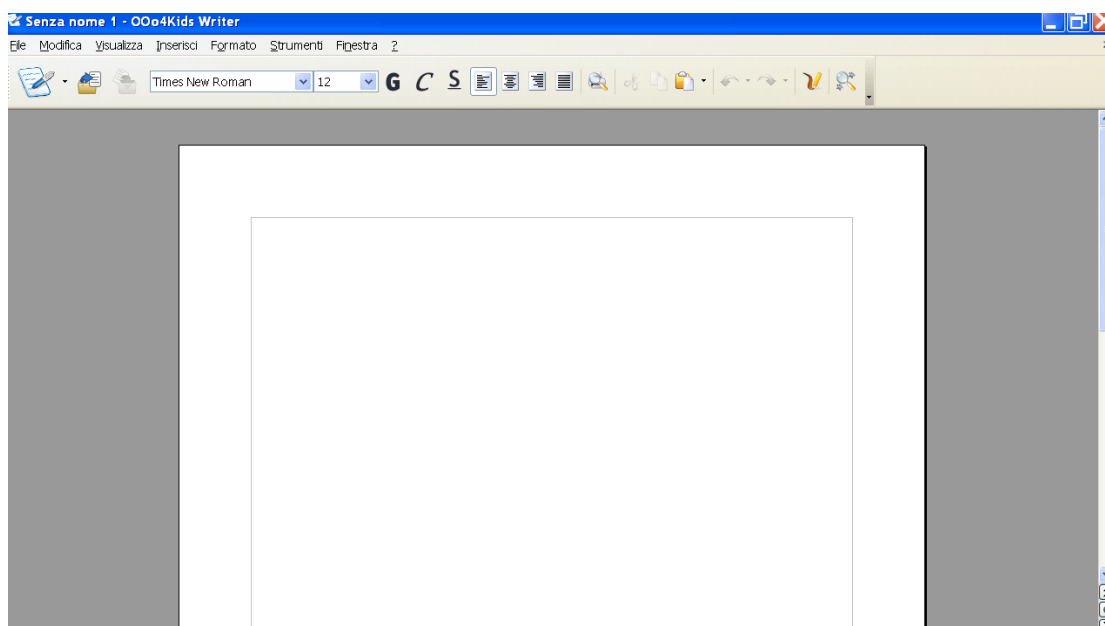 Senza nome 1 - OOo4Kids Writer
File Modifica Visualizza Inserisci Formato Strumenti Finestra ?
Times New Roman 12 G C S